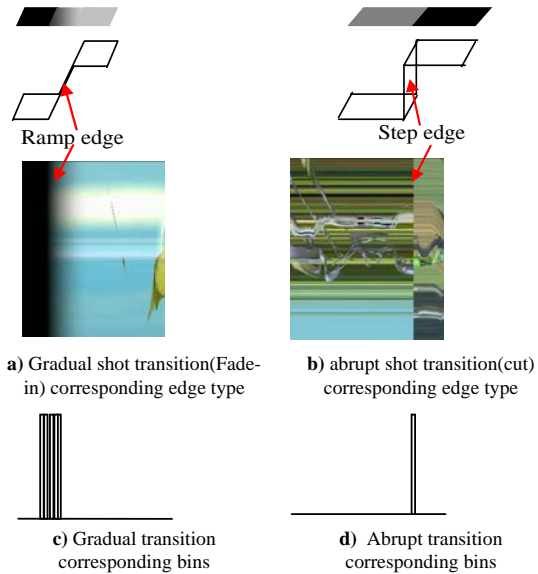 Ramp edge
Step edge
a) Gradual shot transition(Fade-
in) corresponding edge type
b) abrupt shot transition(cut)
corresponding edge type
c) Gradual transition
corresponding bins
d) Abrupt transition
corresponding bins